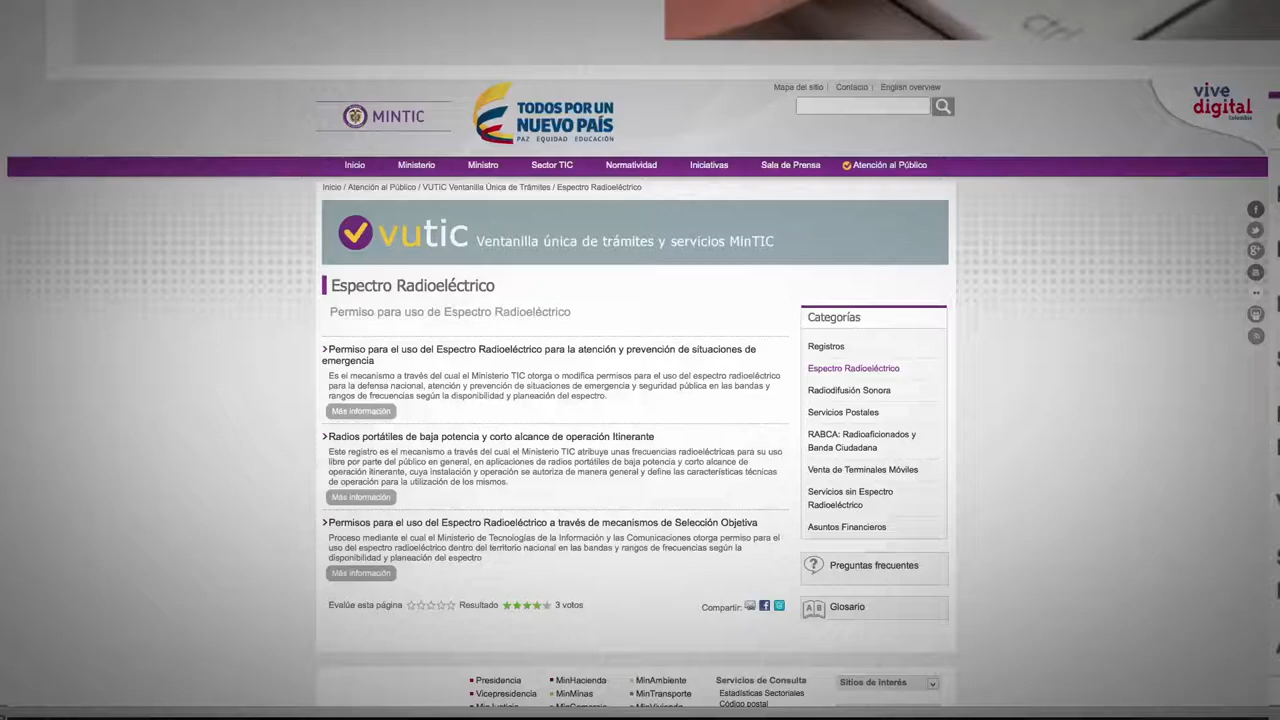 Mapa del sitio | Contacto | English overview
MINTIC
TODOS POR UN
NUEVO PAÍS
PAZ EQUIDAD EDUCACIÓN
vive
digital
Colombia
Inicio Ministerio Ministro Sector TIC Normatividad Iniciativas Sala de Prensa Atención al Público
Inicio / Atención al Público / VUTIC Ventanilla Única de Trámites / Espectro Radioeléctrico
vutic Ventanilla única de trámites y servicios MinTIC
Espectro Radioeléctrico
Permiso para uso de Espectro Radioeléctrico
Permiso para el uso del Espectro Radioeléctrico para la atención y prevención de situaciones de
emergencia
Es el mecanismo a través del cual el Ministerio TIC otorga o modifica permisos para el uso del espectro radioeléctrico
para la defensa nacional, atención y prevención de situaciones de emergencia y seguridad pública en las bandas y
rangos de frecuencias según la disponibilidad y planeación del espectro.
Más información
Radios portátiles de baja potencia y corto alcance de operación Itinerante
Este registro es el mecanismo a través del cual el Ministerio TIC atribuye unas frecuencias radioeléctricas para su uso
libre por parte del público en general, en aplicaciones de radios portátiles de baja potencia y corto alcance de
operación itinerante, cuya instalación y operación se autoriza de manera general y define las características técnicas
de operación para la utilización de los mismos.
Más información
Permisos para el uso del Espectro Radioeléctrico a través de mecanismos de Selección Objetiva
Proceso mediante el cual el Ministerio de Tecnologías de la Información y las Comunicaciones otorga permiso para el
uso del espectro radioeléctrico dentro del territorio nacional en las bandas y rangos de frecuencias según la
disponibilidad y planeación del espectro
Más información
Evalúe esta página Resultado 3 votos
Compartir:
Categorías
Registros
Espectro Radioeléctrico
Radiodifusión Sonora
Servicios Postales
RABCA: Radioaficionados y
Banda Ciudadana
Venta de Terminales Móviles
Servicios sin Espectro
Radioeléctrico
Asuntos Financieros
Preguntas frecuentes
Glosario
Presidencia MinHacienda MinAmbiente Servicios de Consulta Sitios de interés
Vicepresidencia MinMinas MinTransporte Estadísticas Sectoriales
Código postal